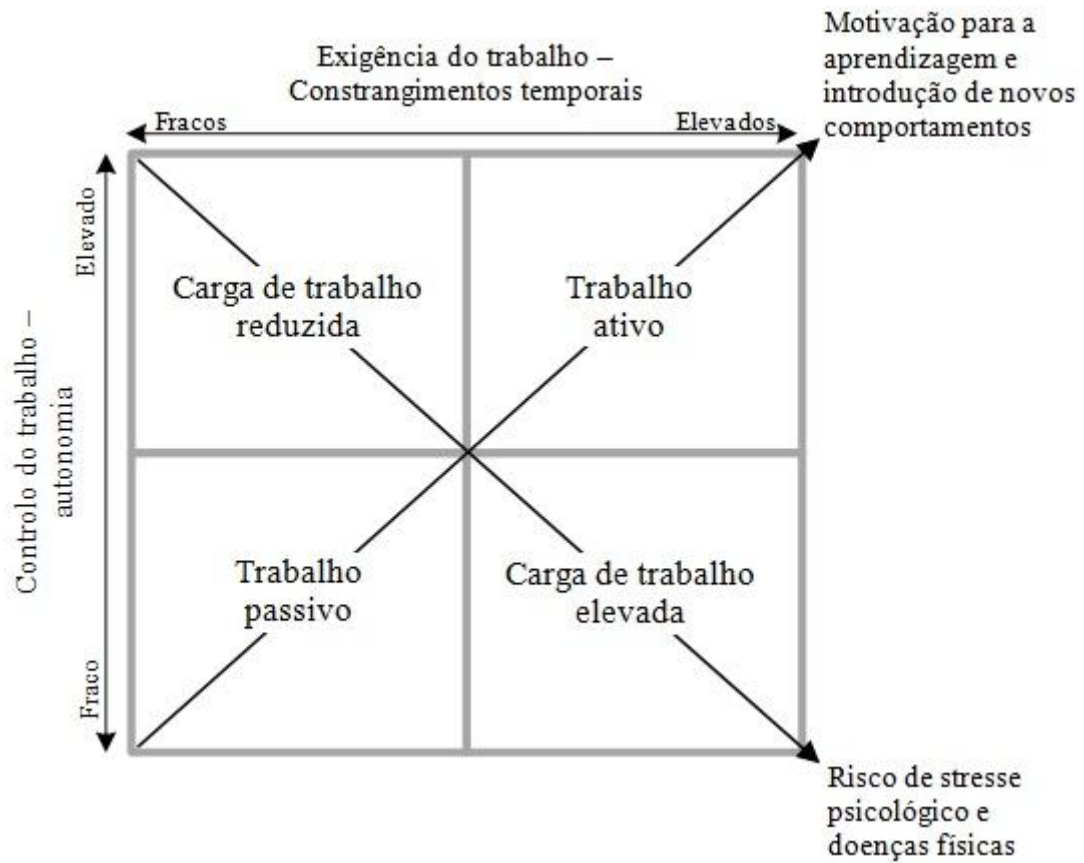 Motivação para a
aprendizagem e
introdução de novos
comportamentos
Exigência do trabalho –
Constrangimentos temporais
Fracos
Elevados
Controlo do trabalho –
autonomia
Elevado
Fraco
Carga de trabalho
reduzida
Trabalho
ativo
Trabalho
passivo
Carga de trabalho
elevada
Risco de stresse
psicológico e
doenças físicas